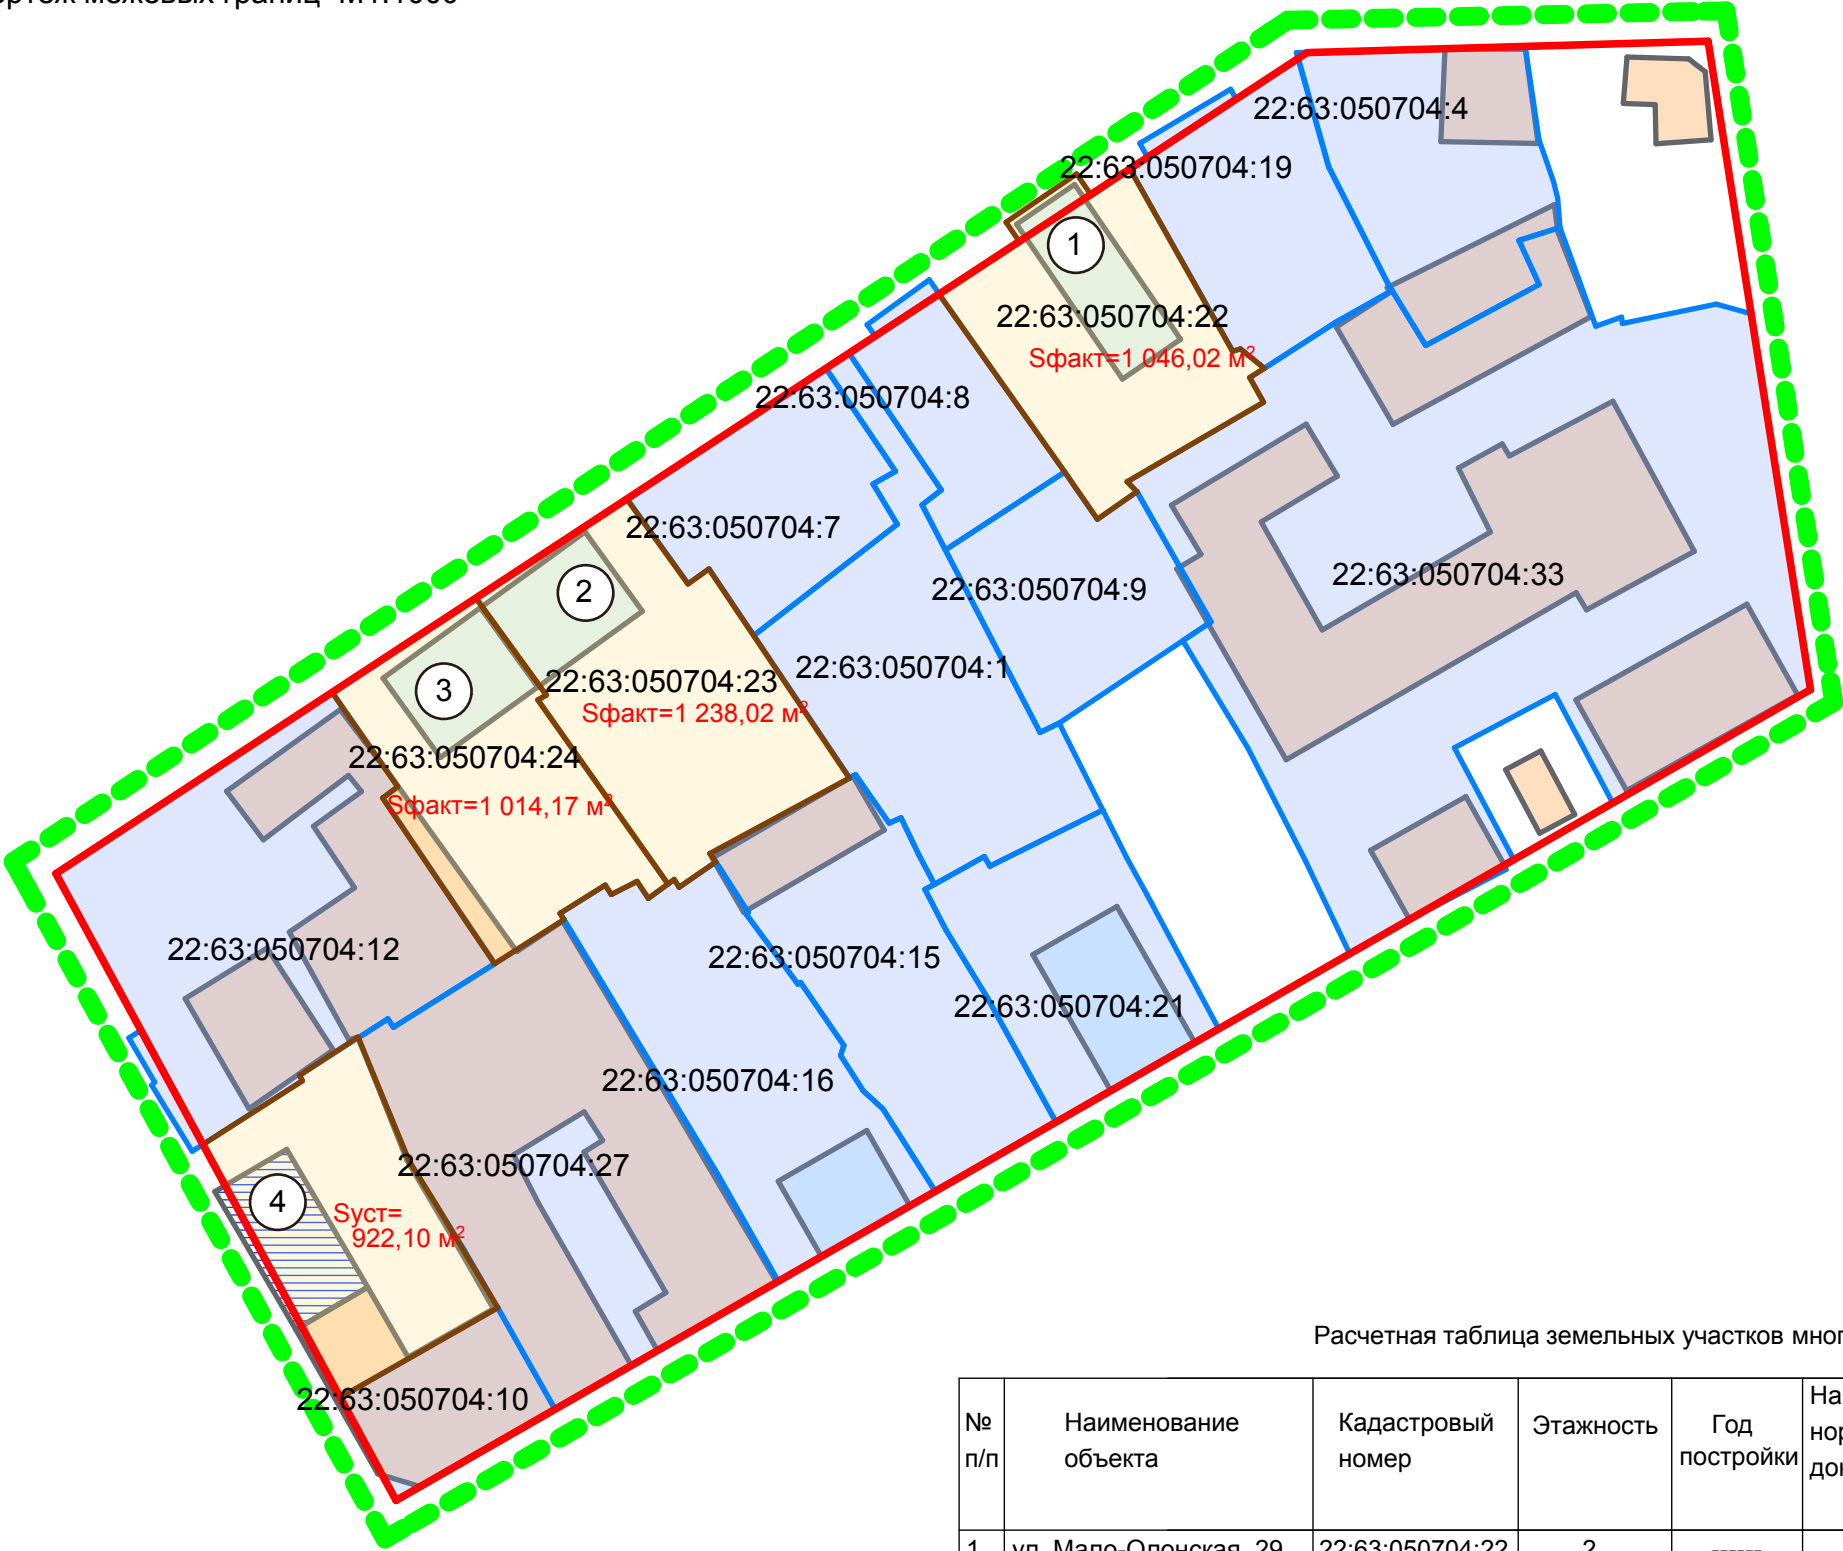 М1:1000
22:63:050704:4
22:63:050704:19
1
22:63:050704:22
Sфакт=1 046,02 м²
22:63:050704:8
22:63:050704:7
22:63:050704:33
2
22:63:050704:9
22:63:050704:1
22:63:050704:23
3
Sфакт=1 238,02 м²
22:63:050704:24
Sфакт=1 014,17 м²
22:63:050704:12
22:63:050704:15
22:63:050704:21
22:63:050704:16
22:63:050704:27
4
Sуст=
922,10 м²
22:63:050704:10
Расчетная таблица земельных участков
№
п/п
Наименование
объекта
Кадастровый
номер
Этажность
Год
постройки
1 ул. Мало-Олонская, 29 22:63:050704:22 2 -------